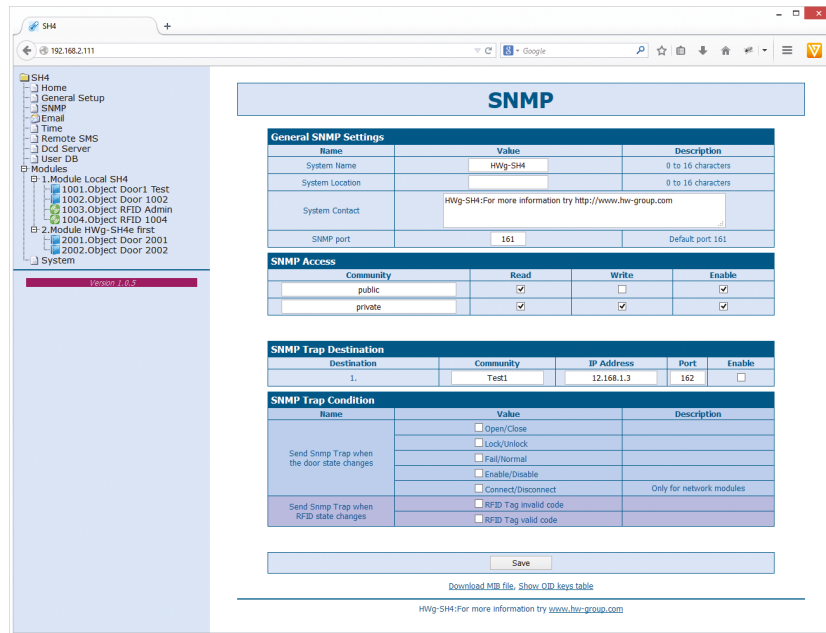 SH4
+
192.168.2.111
Google
SH4
Home
General Setup
SNMP
Email
Time
Remote SMS
Dcd Server
User DB
Modules
1.Module Local SH4
1001.Object Door1 Test
1002.Object Door 1002
1003.Object RFID Admin
1004.Object RFID 1004
2.Module HWg-SH4e first
2001.Object Door 2001
2002.Object Door 2002
System
Version 1.0.5
SNMP
General SNMP Settings
Name Value Description
System Name HWg-SH4 0 to 16 characters
System Location 0 to 16 characters
System Contact HWg-SH4:For more information try http://www.hw-group.com
SNMP port 161 Default port 161
SNMP Access
Community Read Write Enable
public
private
SNMP Trap Destination
Destination Community IP Address Port Enable
1. Test1 12.168.1.3 162
SNMP Trap Condition
Name Value Description
Send Snmp Trap when
the door state changes
Open/Close
Lock/Unlock
Fail/Normal
Enable/Disable
Connect/Disconnect Only for network modules
Send Snmp Trap when
RFID state changes
RFID Tag invalid code
RFID Tag valid code
Save
Download MIB file, Show OID keys table
HWg-SH4:For more information try www.hw-group.com